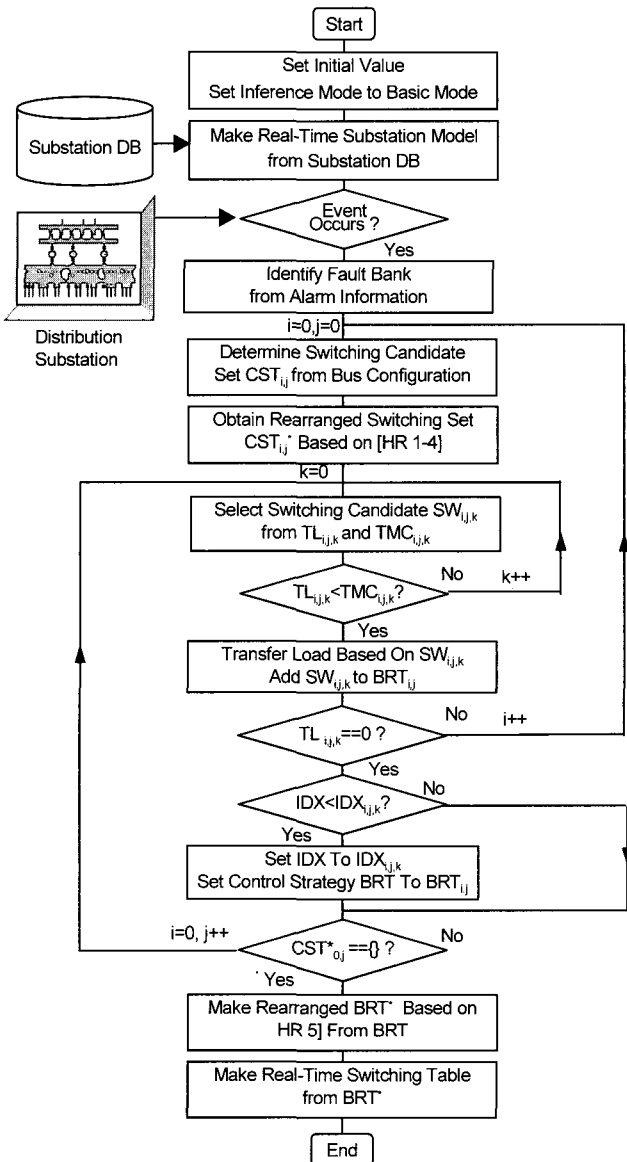 Start
Set Initial Value
Set Inference Mode to Basic Mode
Substation DB
Make Real-Time Substation Model
from Substation DB
Event
Occurs ?
Yes
Identify Fault Bank
from Alarm Information
Distribution
Substation
i=0,j=0
Determine Switching Candidate
Set CST_{i,j} from Bus Configuration
Obtain Rearranged Switching Set
CST_{i,j}* Based on [HR 1-4]
k=0
Select Switching Candidate SW_{i,j,k}
from TL_{i,j,k} and TMC_{i,j,k}
TL_{i,j,k}<TMC_{i,j,k}?
No
k++
Yes
Transfer Load Based On SW_{i,j,k}
Add SW_{i,j,k} to BRT_{i,j}
TL_{i,j,k}==0 ?
No
i++
Yes
IDX<IDX_{i,j,k}?
No
Yes
Set IDX To IDX_{i,j,k}
Set Control Strategy BRT To BRT_{i,j}
i=0, j++
CST*_{0,j} =={} ?
No
Yes
Make Rearranged BRT* Based on
HR 5] From BRT
Make Real-Time Switching Table
from BRT*
End